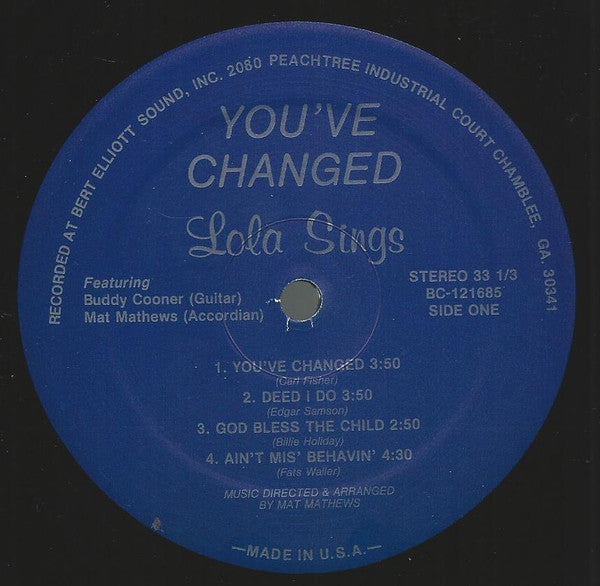 RECORDED AT BERT ELLIOTT SOUND, INC. 2080 PEACHTREE INDUSTRIAL COURT CHAMBLEE, GA. 30341
YOU'VE
CHANGED
Lola Sings
Featuring
Buddy Cooner (Guitar)
Mat Mathews (Accordian)
STEREO 33 1/3
BC-121685
SIDE ONE
1. YOU'VE CHANGED 3:50
(Carl Fisher)
2. DEED I DO 3:50
(Edgar Samson)
3. GOD BLESS THE CHILD 2:50
(Billie Holiday)
4. AIN'T MIS' BEHAVIN' 4:30
(Fats Waller)
MUSIC DIRECTED & ARRANGED
BY MAT MATHEWS
—MADE IN U.S.A.—